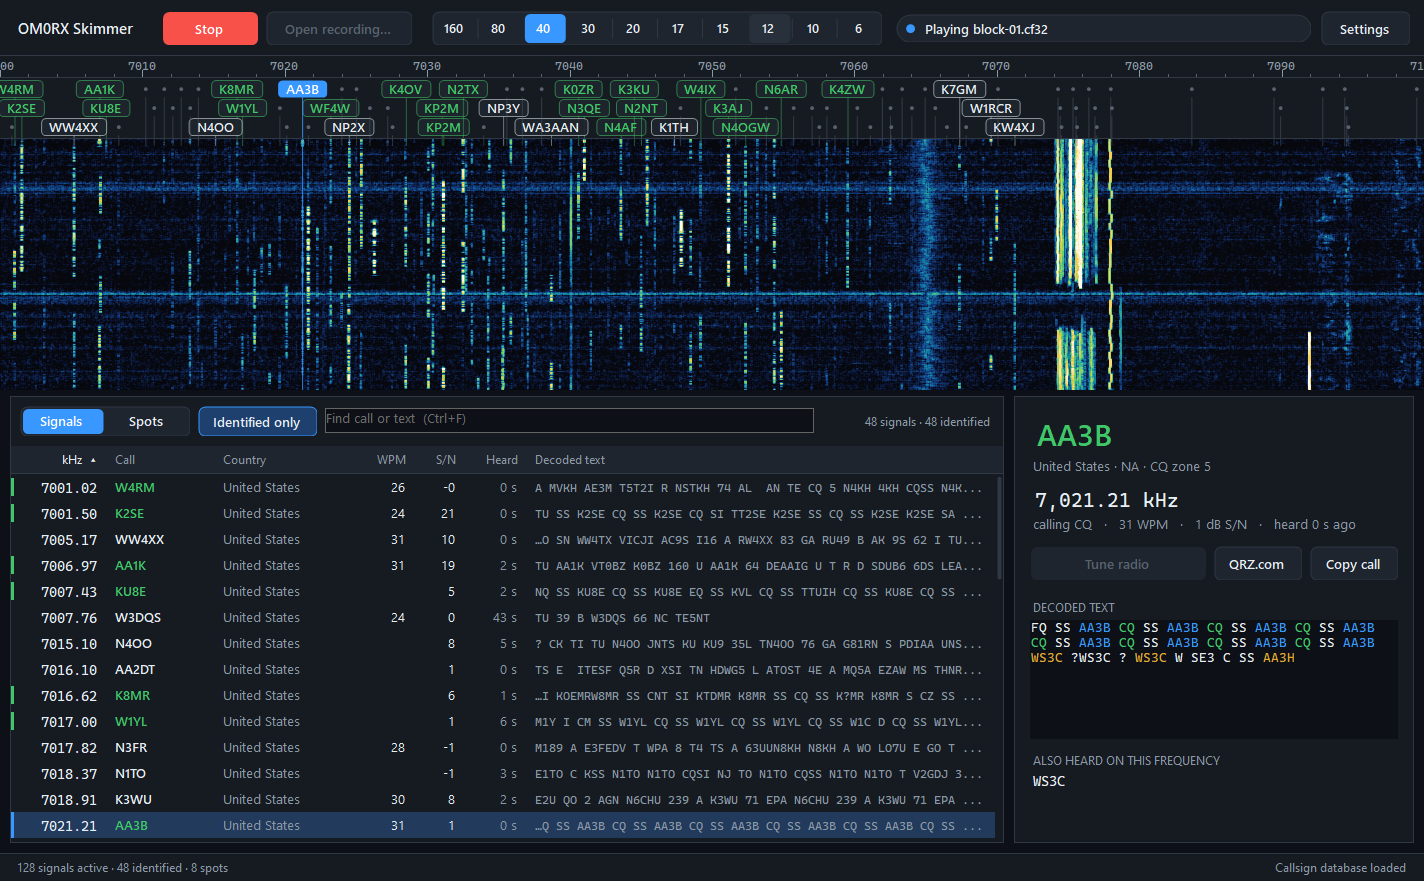 OM0RX Skimmer
Stop
Open recording...
160 80 40 30 20 17 15 12 10 6
Playing block-01.cf32
Settings
00 7010 7020 7030 7040 7050 7060 7070 7080 7090 71
W4RM AA1K K8MR AA3B K4OV N2TX K0ZR K3KU W4IX N6AR K4ZW K7GM
K2SE KU8E W1YL WF4W KP2M NP3Y N3QE N2NT K3AJ W1RCR
WW4XX N4OO NP2X KP2M WA3AAN N4AF K1TH N4OGW KW4XJ
Signals Spots Identified only Find call or text (Ctrl+F) 48 signals · 48 identified
kHz Call Country WPM S/N Heard Decoded text
7001.02 W4RM United States 26 -0 0 s A MVKH AE3M T5T2I R NSTKH 74 AL AN TE CQ 5 N4KH 4KH CQSS N4K...
7001.50 K2SE United States 24 21 0 s TU SS K2SE CQ SS K2SE CQ SI TT2SE K2SE SS CQ SS K2SE K2SE SA ...
7005.17 WW4XX United States 31 10 0 s …O SN WW4TX VICJI AC9S I16 A RW4XX 83 GA RU49 B AK 9S 62 I TU...
7006.97 AA1K United States 31 19 2 s TU AA1K VT0BZ K0BZ 160 U AA1K 64 DEAAIG U T R D SDUB6 6DS LEA...
7007.43 KU8E United States 5 2 s NQ SS KU8E CQ SS KU8E EQ SS KVL CQ SS TTUIH CQ SS KU8E CQ SS ...
7007.76 W3DQS United States 24 0 43 s TU 39 B W3DQS 66 NC TE5NT
7015.10 N4OO United States 8 5 s ? CK TI TU N4OO JNTS KU KU9 35L TN4OO 76 GA G81RN S PDIAA UNS...
7016.10 AA2DT United States 1 0 s TS E ITESF Q5R D XSI TN HDWG5 L ATOST 4E A MQ5A EZAW MS THNR...
7016.62 K8MR United States 6 1 s …I KOEMRW8MR SS CNT SI KTDMR K8MR SS CQ SS K?MR K8MR S CZ SS ...
7017.00 W1YL United States 1 6 s M1Y I CM SS W1YL CQ SS W1YL CQ SS W1YL CQ SS W1C D CQ SS W1YL...
7017.82 N3FR United States 28 -1 0 s M189 A E3FEDV T WPA 8 T4 TS A 63UUN8KH N8KH A WO LO7U E GO T ...
7018.37 N1TO United States -1 3 s E1TO C KSS N1TO N1TO CQSI NJ TO N1TO CQSS N1TO N1TO T V2GDJ 3...
7018.91 K3WU United States 30 8 2 s E2U QO 2 AGN N6CHU 239 A K3WU 71 EPA N6CHU 239 A K3WU 71 EPA ...
7021.21 AA3B United States 31 1 0 s …Q SS AA3B CQ SS AA3B CQ SS AA3B CQ SS AA3B CQ SS AA3B CQ SS ...
AA3B
United States · NA · CQ zone 5
7,021.21 kHz
calling CQ · 31 WPM · 1 dB S/N · heard 0 s ago
Tune radio QRZ.com Copy call
DECODED TEXT
FQ SS AA3B CQ SS AA3B CQ SS AA3B CQ SS AA3B
CQ SS AA3B CQ SS AA3B CQ SS AA3B CQ SS AA3B
WS3C ?WS3C ? WS3C W SE3 C SS AA3H
ALSO HEARD ON THIS FREQUENCY
WS3C
128 signals active · 48 identified · 8 spots
Callsign database loaded